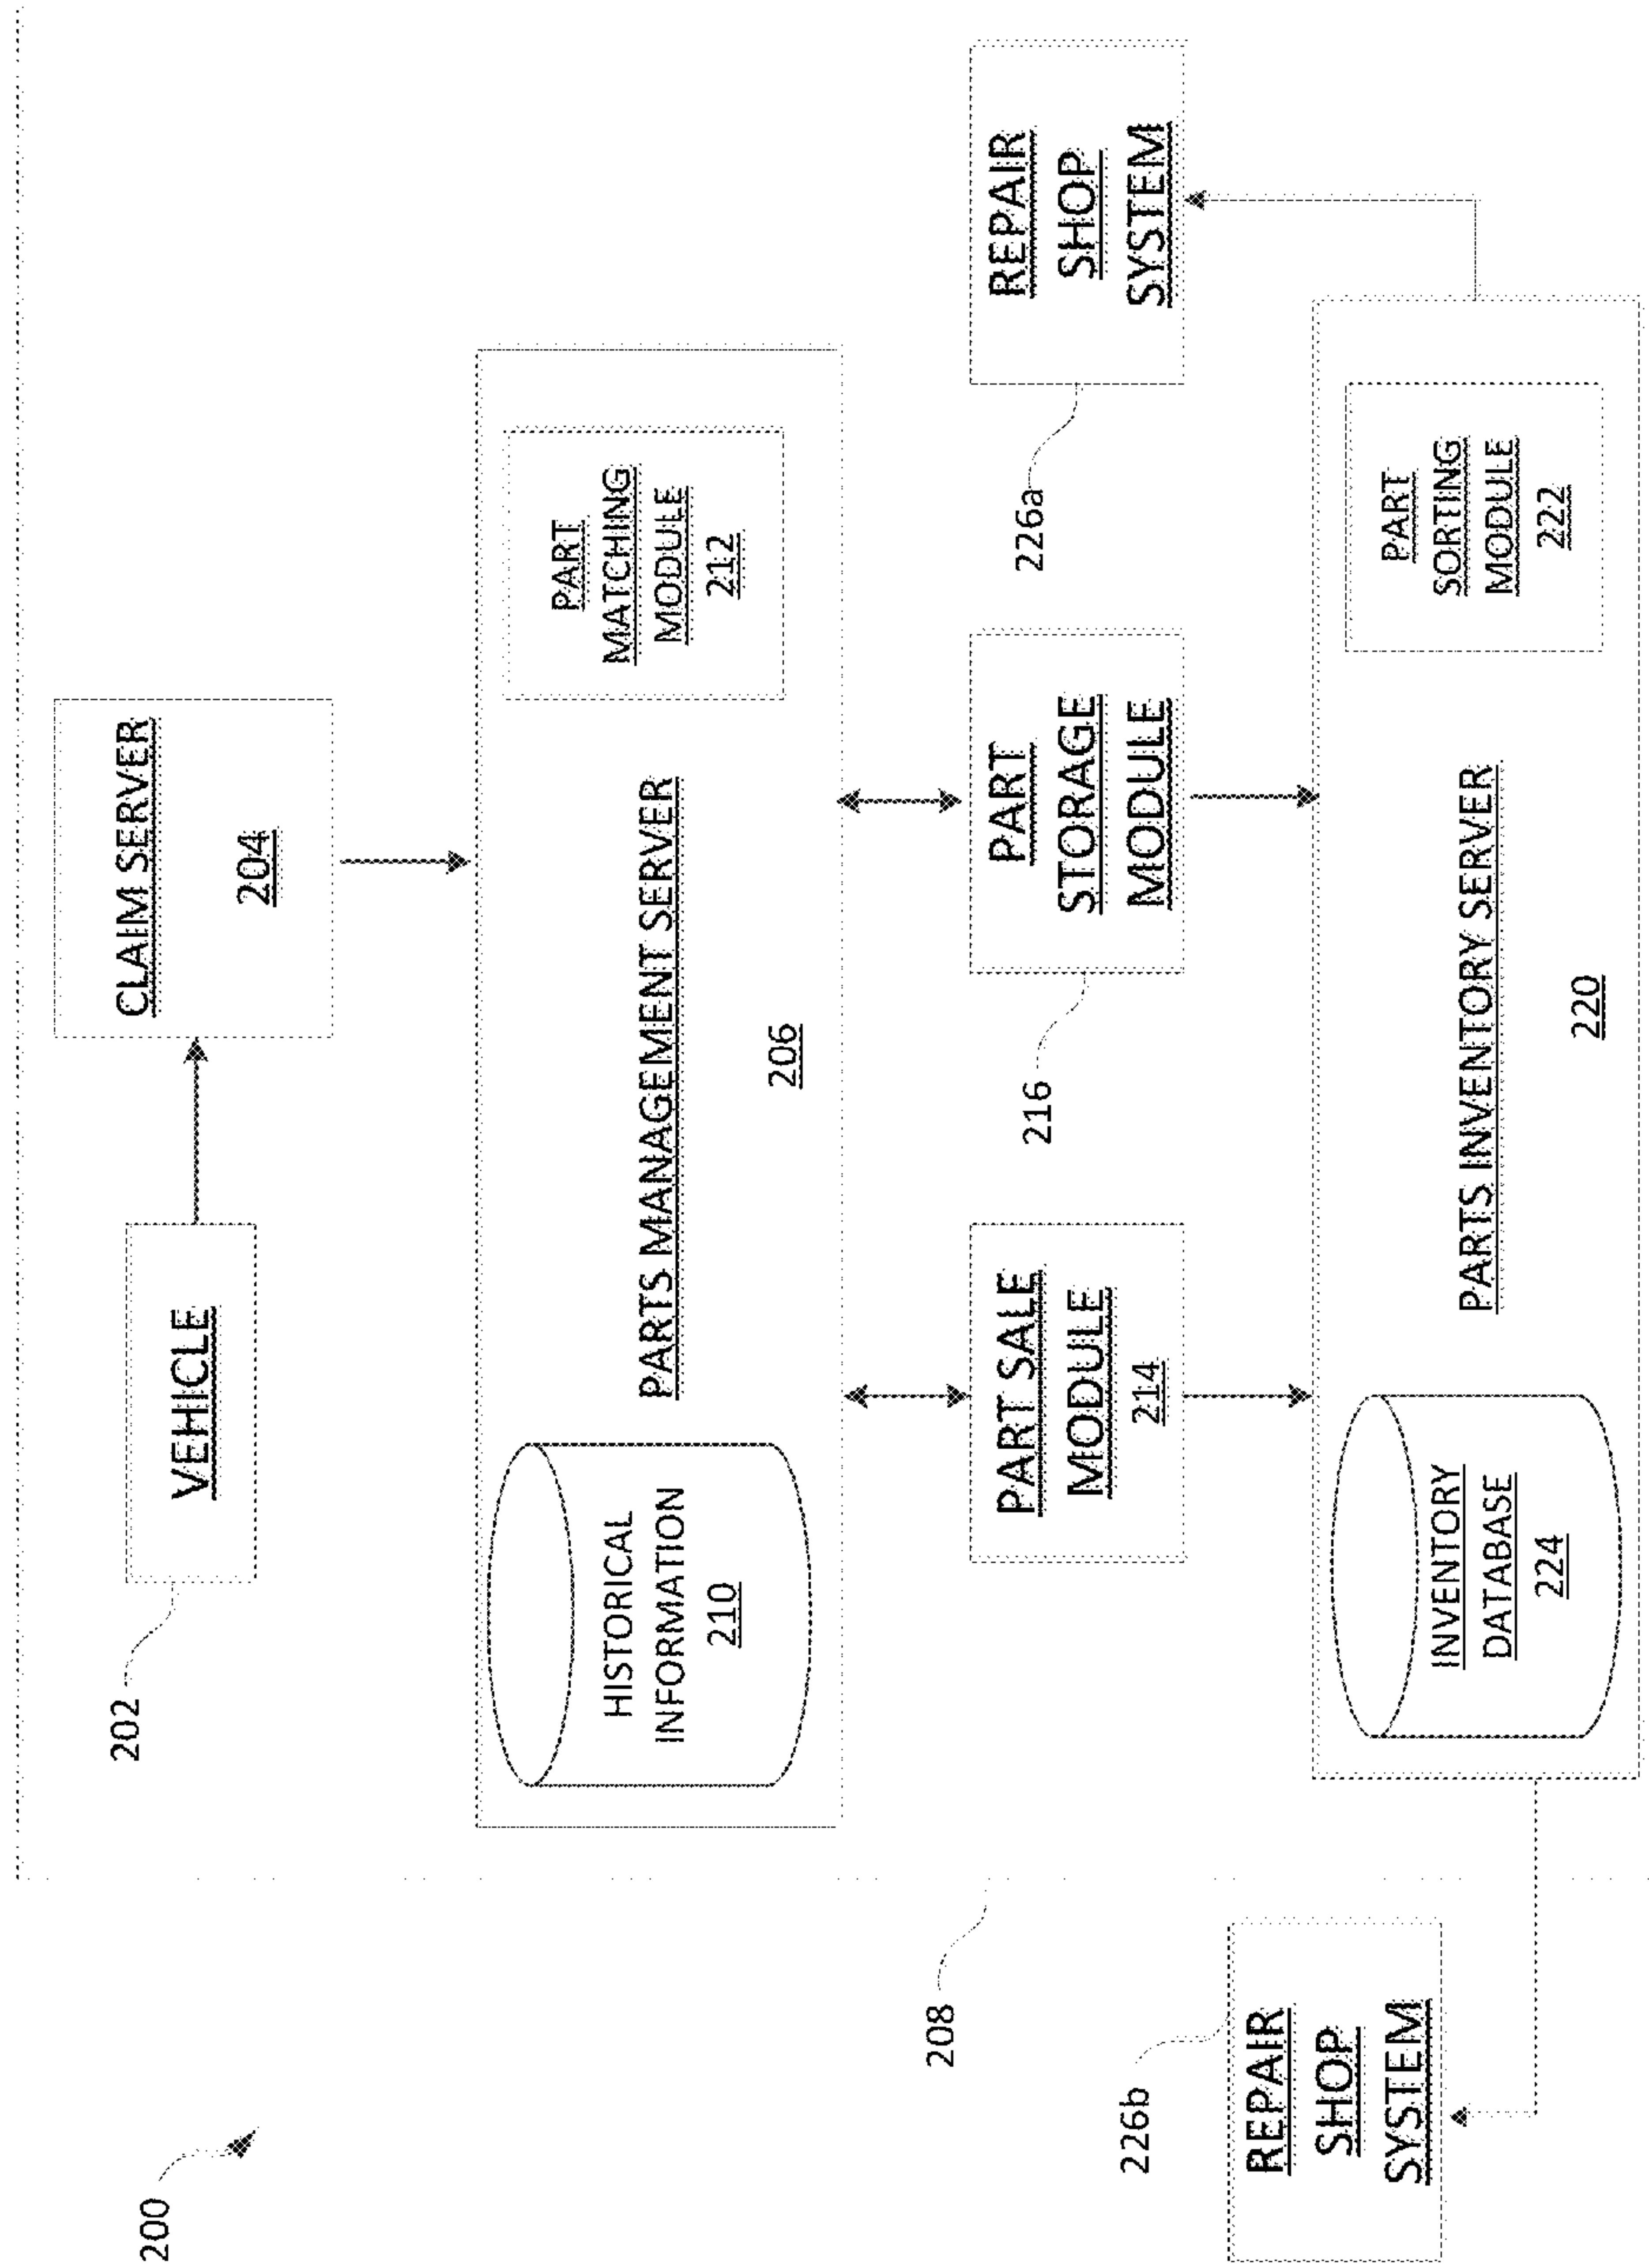 200
202
VEHICLE
CLAIM SERVER
204
HISTORICAL
INFORMATION
210
PARTS MANAGEMENT SERVER
206
PART
MATCHING
MODULE
212
208
PART SALE
MODULE
214
216
PART
STORAGE
MODULE
226a
REPAIR
SHOP
SYSTEM
226b
REPAIR
SHOP
SYSTEM
INVENTORY
DATABASE
224
PARTS INVENTORY SERVER
220
PART
SORTING
MODULE
222